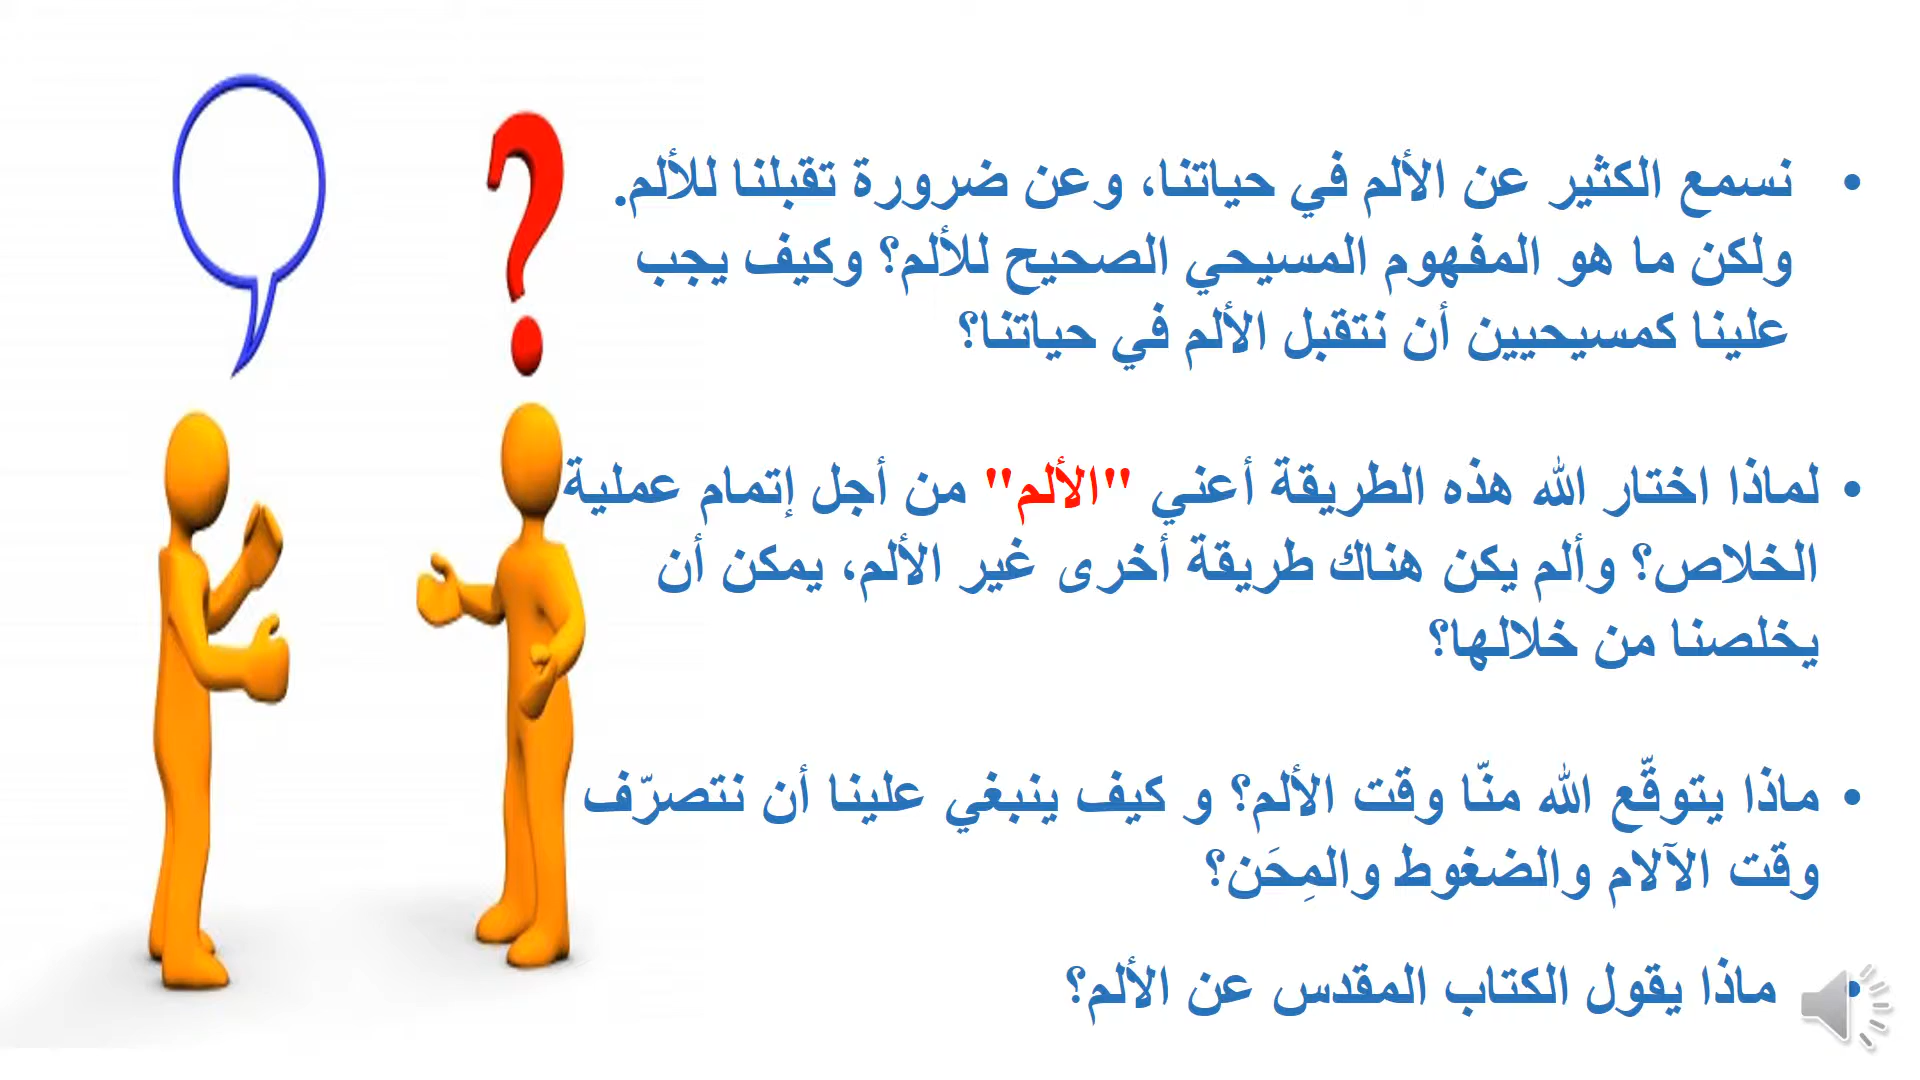 • نسمع الكثير عن الألم في حياتنا، وعن ضرورة تقبلنا للألم.
ولكن ما هو المفهوم المسيحي الصحيح للألم؟ وكيف يجب
علينا كمسيحيين أن نتقبل الألم في حياتنا؟
• لماذا اختار الله هذه الطريقة أعني "الألم" من أجل إتمام عملية
الخلاص؟ وألم يكن هناك طريقة أخرى غير الألم، يمكن أن
يخلصنا من خلالها؟
• ماذا يتوقّع الله منّا وقت الألم؟ و كيف ينبغي علينا أن نتصرّف
وقت الآلام والضغوط والمِحَن؟
• ماذا يقول الكتاب المقدس عن الألم؟